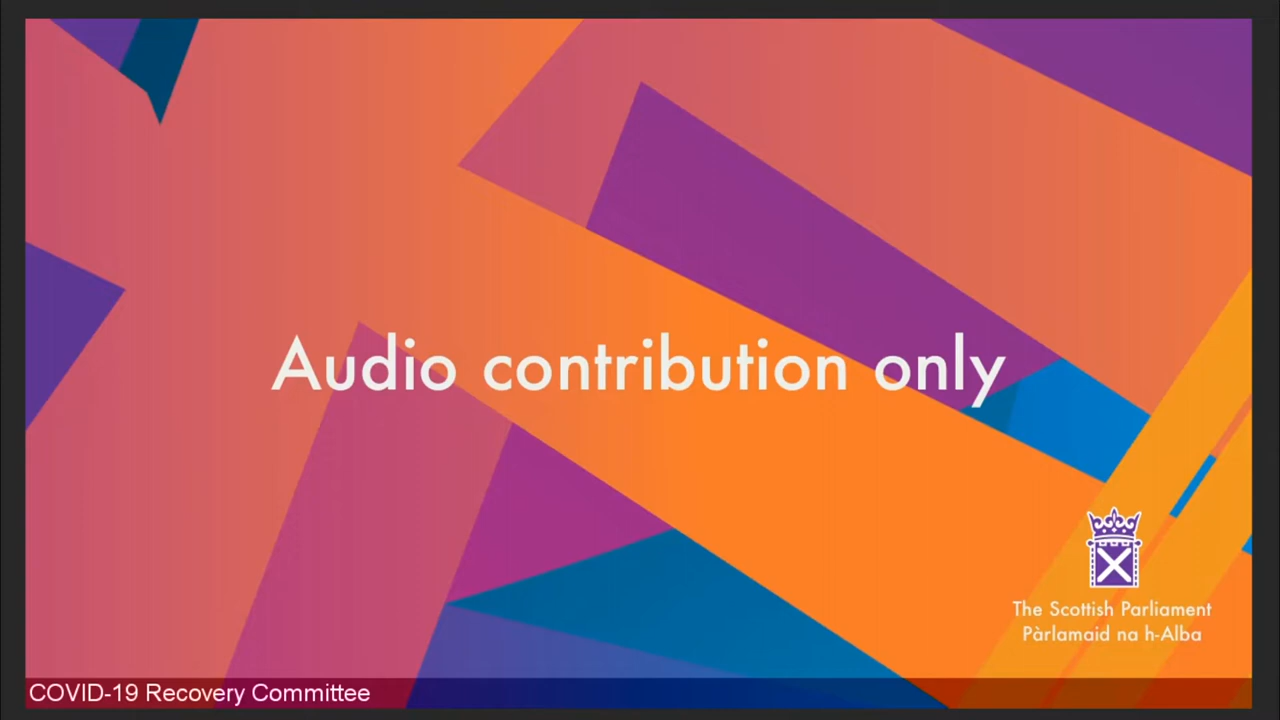 Audio contribution only
The Scottish Parliament
Pàrlamaid na h-Alba
COVID-19 Recovery Committee